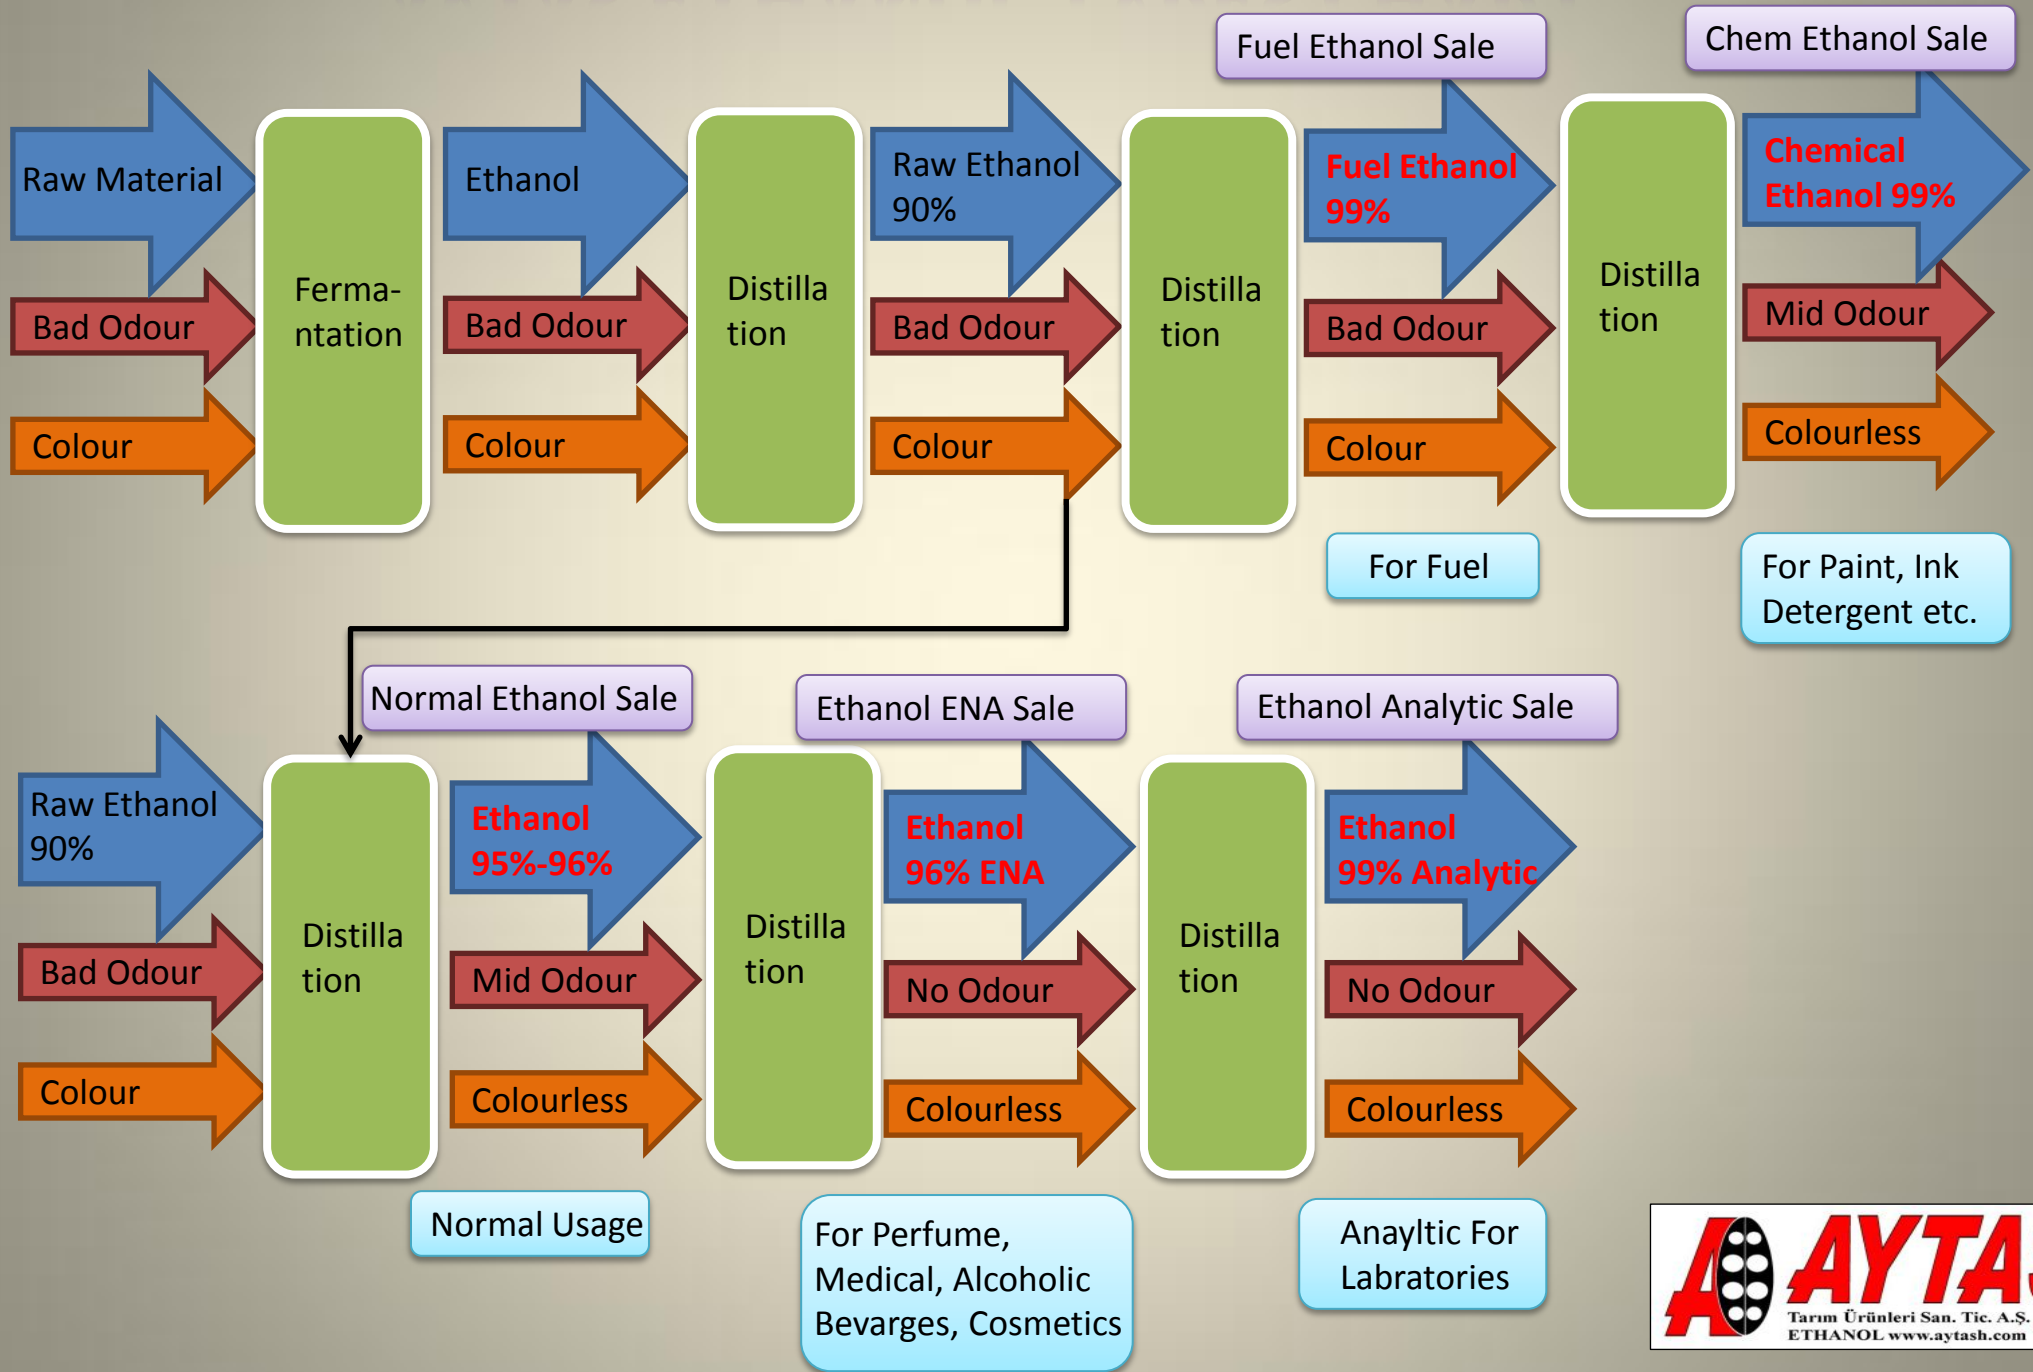 Fuel Ethanol Sale
Chem Ethanol Sale
Raw Material
Bad Odour
Colour
Ferma-
ntation
Ethanol
Bad Odour
Colour
Distilla
tion
Raw Ethanol
90%
Bad Odour
Colour
Distilla
tion
Fuel Ethanol
99%
Bad Odour
Colour
Distilla
tion
Chemical
Ethanol 99%
Mid Odour
Colourless
For Fuel
For Paint, Ink
Detergent etc.
Normal Ethanol Sale
Ethanol ENA Sale
Ethanol Analytic Sale
Raw Ethanol
90%
Bad Odour
Colour
Distilla
tion
Ethanol
95%-96%
Mid Odour
Colourless
Distilla
tion
Ethanol
96% ENA
No Odour
Colourless
Distilla
tion
Ethanol
99% Analytic
No Odour
Colourless
Normal Usage
For Perfume,
Medical, Alcoholic
Bevarges, Cosmetics
Anayltic For
Labratories
AYTA
Tarım Ürünleri San. Tic. A.Ş.
ETHANOL www.aytash.com